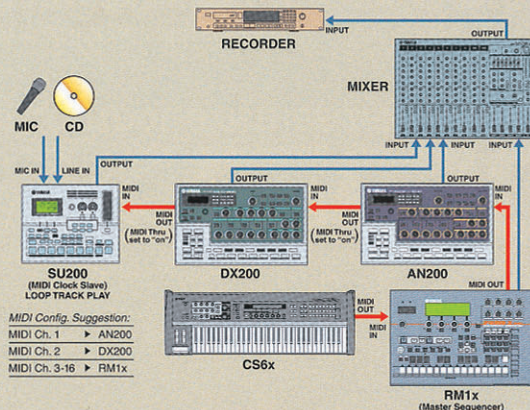 RECORDER
INPUT
OUTPUT
MIXER
MIC
CD
MIC IN
LINE IN
OUTPUT
OUTPUT
OUTPUT
INPUT
INPUT
INPUT
MIDI IN
MIDI OUT
(MIDI Thru set to "on")
MIDI IN
MIDI OUT
(MIDI Thru set to "on")
MIDI IN
SU200
(MIDI Clock Slave)
LOOP TRACK PLAY
DX200
AN200
MIDI OUT
MIDI Config. Suggestion:
MIDI Ch. 1 ▸ AN200
MIDI Ch. 2 ▸ DX200
MIDI Ch. 3-16 ▸ RM1x
CS6x
MIDI OUT
MIDI IN
RM1x
(Master Sequencer)